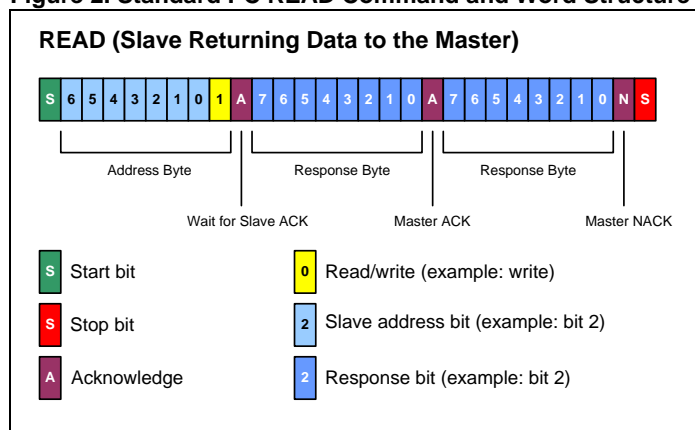 Figure 2. Standard READ Command and Word Structure
READ (Slave Returning Data to the Master)
S 6 5 4 3 2 1 0 1 A 7 6 5 4 3 2 1 0 A 7 6 5 4 3 2 1 0 N S
Address Byte Response Byte Response Byte
Wait for Slave ACK Master ACK Master NACK
S Start bit 0 Read/write (example: write)
S Stop bit 2 Slave address bit (example: bit 2)
A Acknowledge 2 Response bit (example: bit 2)